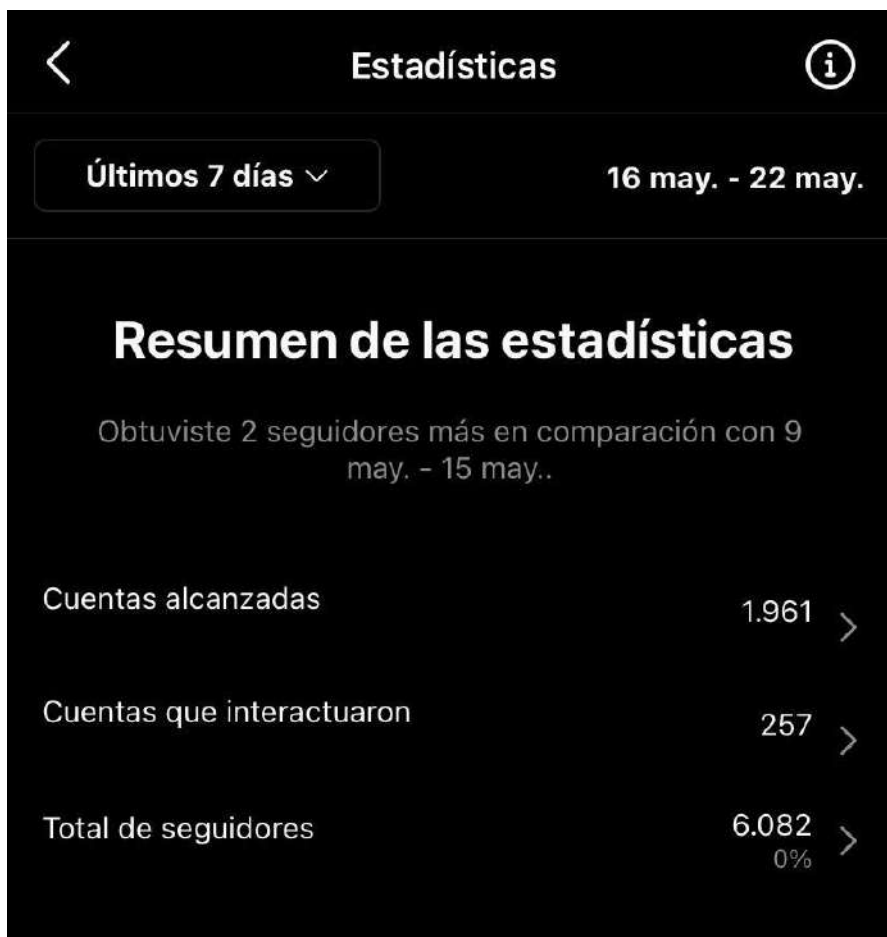 Estadísticas
Últimos 7 días
16 may. - 22 may.
Resumen de las estadísticas
Obtuviste 2 seguidores más en comparación con 9
may. - 15 may..
Cuentas alcanzadas
1.961
Cuentas que interactuaron
257
Total de seguidores
6.082
0%